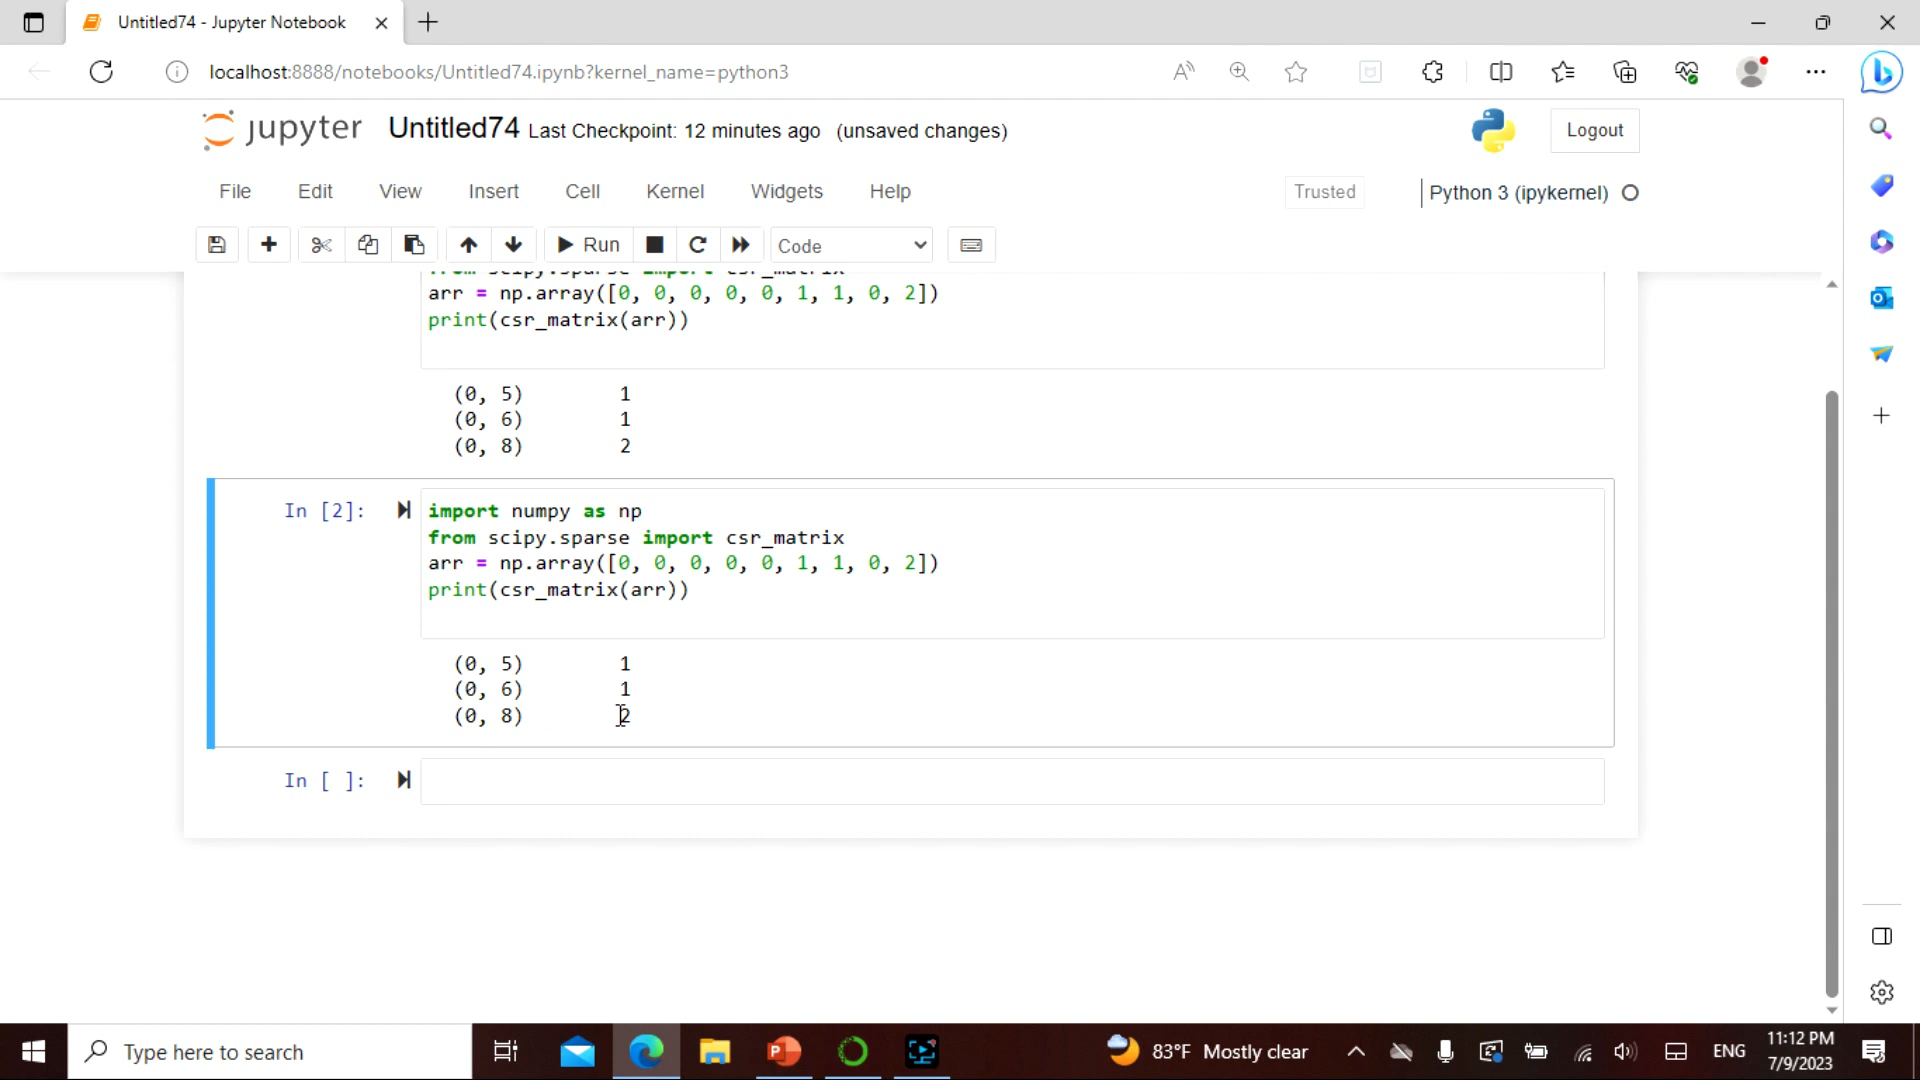 Untitled74 - Jupyter Notebook
localhost:8888/notebooks/Untitled74.ipynb?kernel_name=python3
jupyter Untitled74 Last Checkpoint: 12 minutes ago (unsaved changes)
Logout
File Edit View Insert Cell Kernel Widgets Help
Trusted
Python 3 (ipykernel)
Run
Code
from scipy.sparse import csr_matrix
arr = np.array([0, 0, 0, 0, 0, 1, 1, 0, 2])
print(csr_matrix(arr))
(0, 5) 1
(0, 6) 1
(0, 8) 2
In [2]:
import numpy as np
from scipy.sparse import csr_matrix
arr = np.array([0, 0, 0, 0, 0, 1, 1, 0, 2])
print(csr_matrix(arr))
(0, 5) 1
(0, 6) 1
(0, 8) 2
In [ ]:
Type here to search
83°F Mostly clear
ENG
11:12 PM
7/9/2023